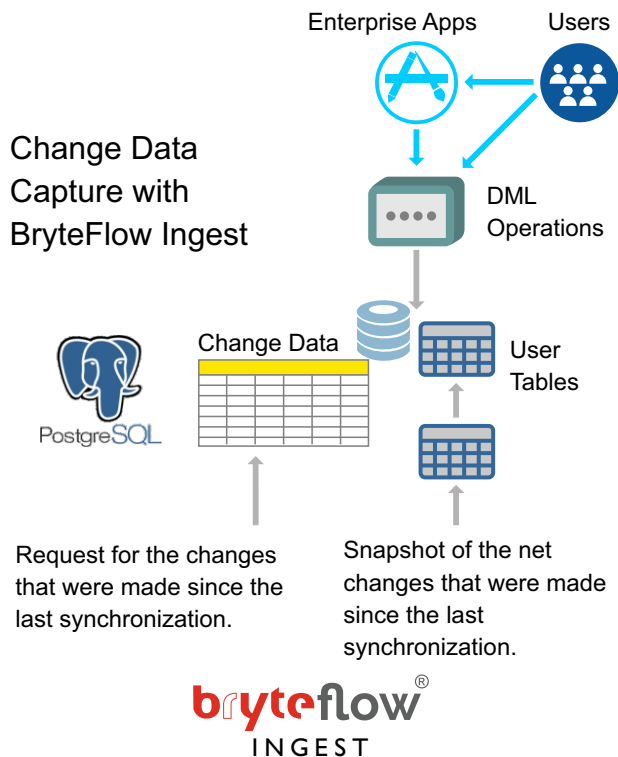 Enterprise Apps
Users
Change Data
Capture with
BryteFlow Ingest
DML
Operations
Change Data
User
Tables
PostgreSQL
Request for the changes
that were made since the
last synchronization.
Snapshot of the net
changes that were made
since the last
synchronization.
bryteflow®
INGEST